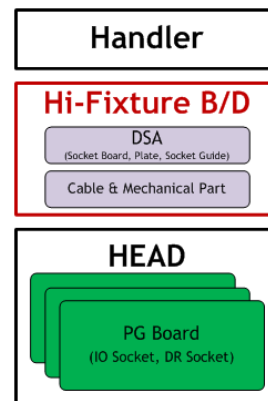 Handler
Hi-Fixture B/D
DSA
(Socket Board, Plate, Socket Guide)
Cable & Mechanical Part
HEAD
PG Board
(IO Socket, DR Socket)